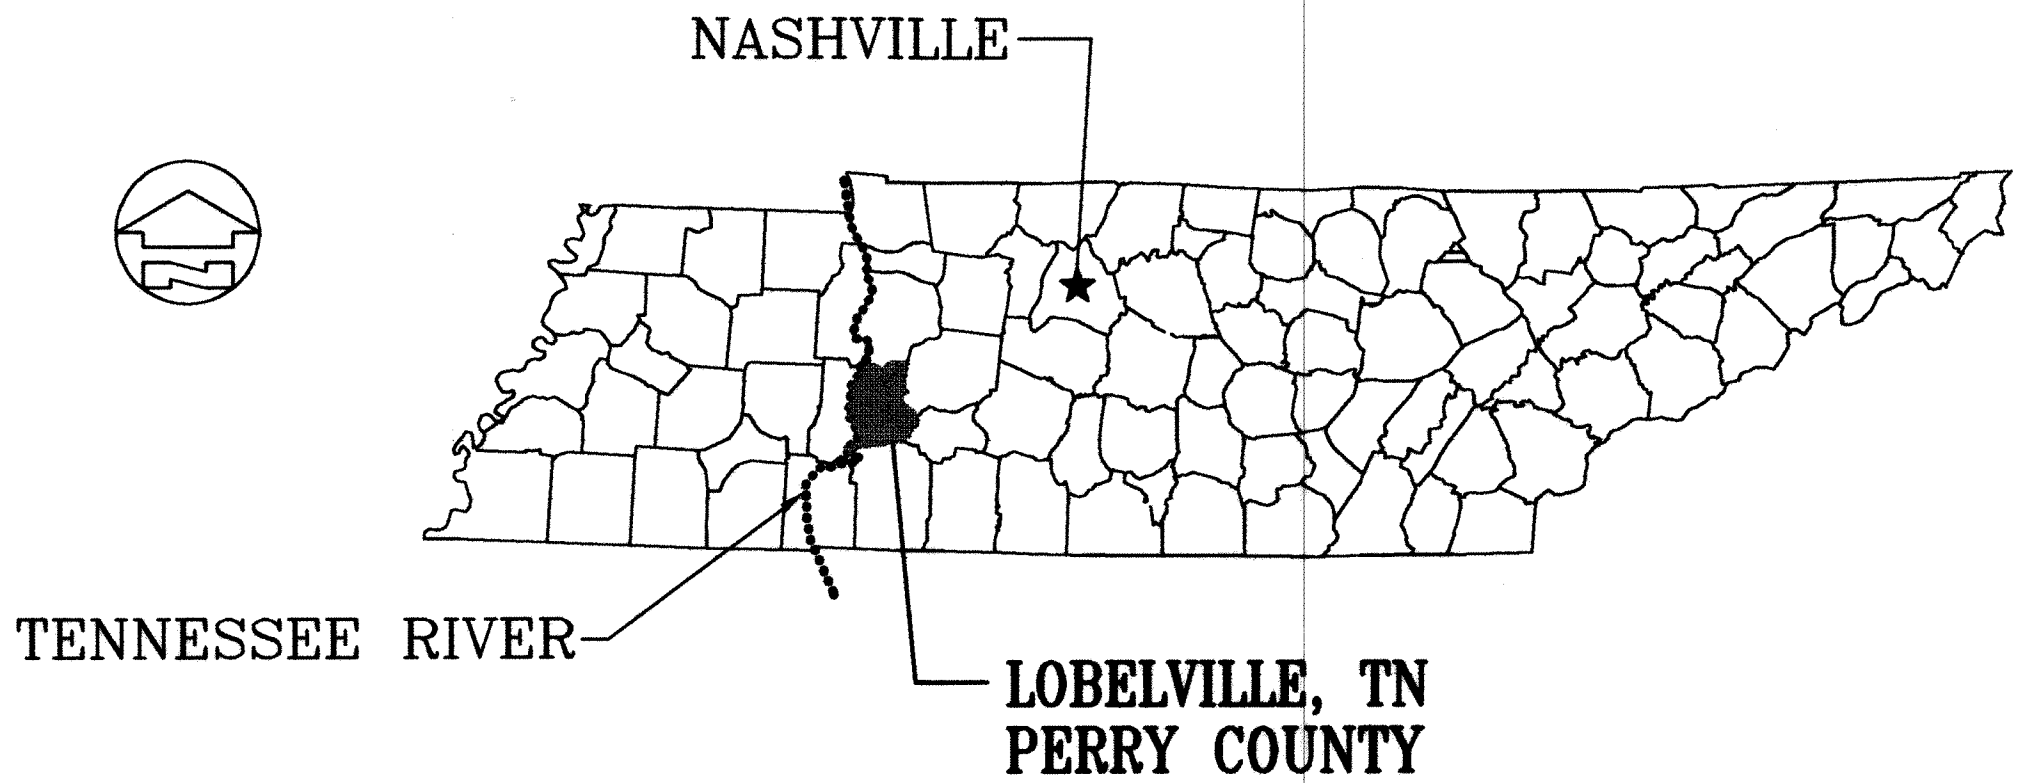 NASHVILLE
N
TENNESSEE RIVER
LOBELVILLE, TN
PERRY COUNTY